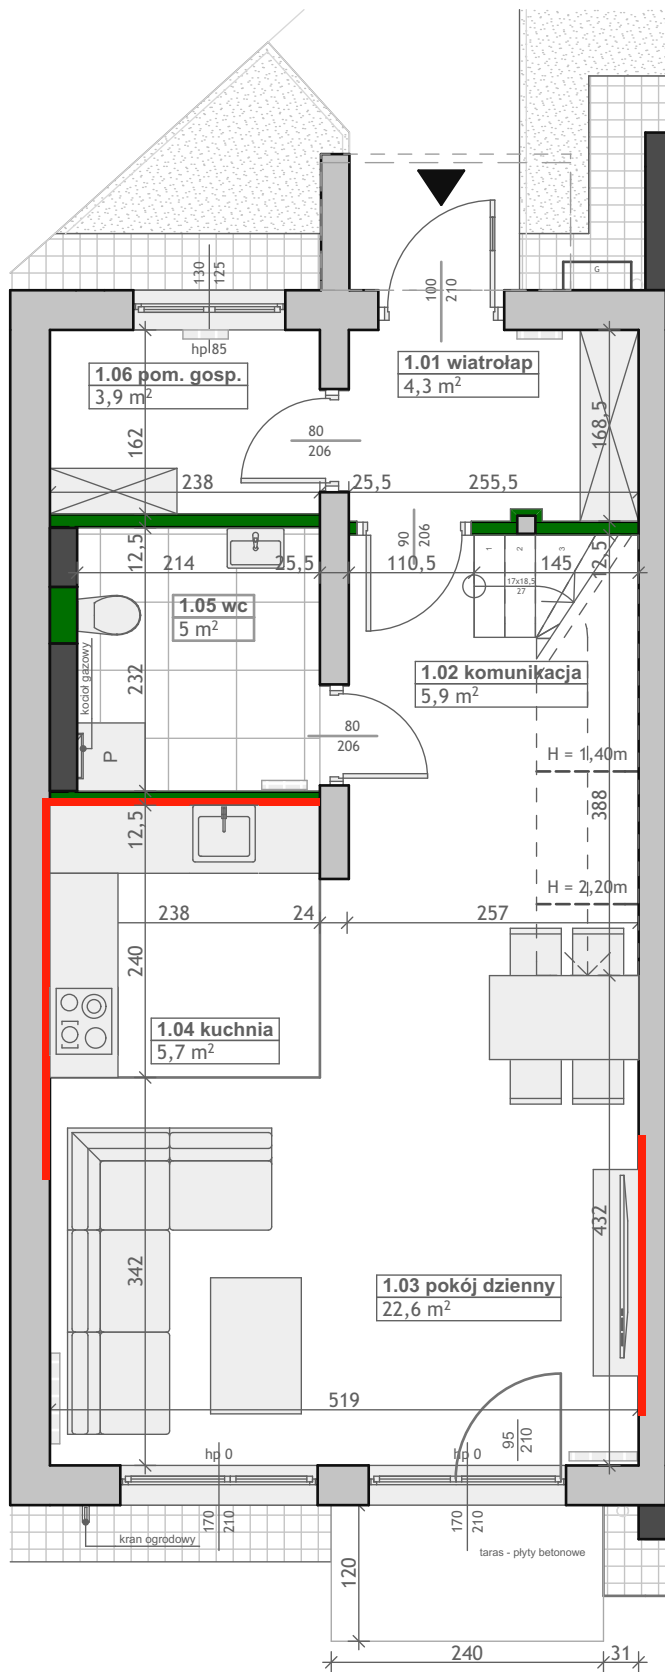 G
130
125
100
210
hp 85
1.06 pom. gosp.
3,9 m²
1.01 wiatrołap
4,3 m²
162
168,5
80
206
238
25,5
255,5
90
206
12,5
12,5
1
2
3
214
25,5
110,5
145
17x18,5
27
1.05 wc
5 m²
kocioł gazowy
232
1.02 komunikacja
5,9 m²
80
206
P
H = 1,40m
388
12,5
H = 2,20m
238
24
257
240
1.04 kuchnia
5,7 m²
432
342
1.03 pokój dzienny
22,6 m²
519
95
210
hp 0
hp 0
170
210
170
210
kran ogrodowy
taras - płyty betonowe
120
240
31